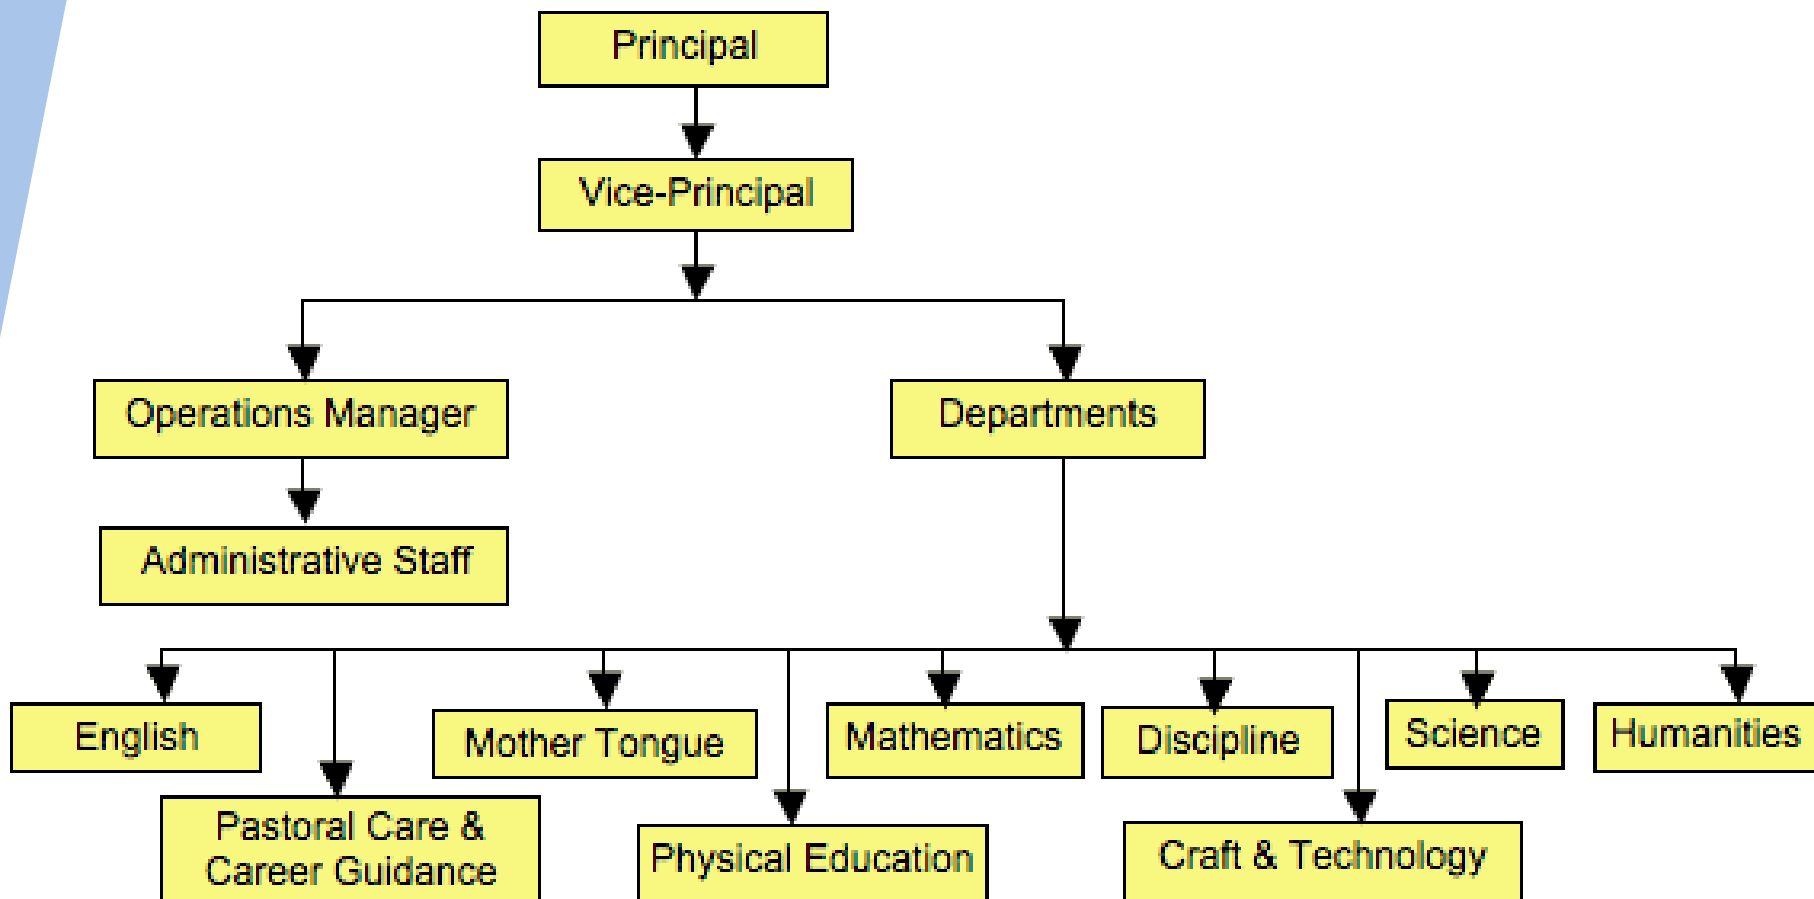 Principal
Vice-Principal
Operations Manager
Departments
Administrative Staff
English
Mother Tongue
Mathematics
Discipline
Science
Humanities
Pastoral Care &
Career Guidance
Physical Education
Craft & Technology